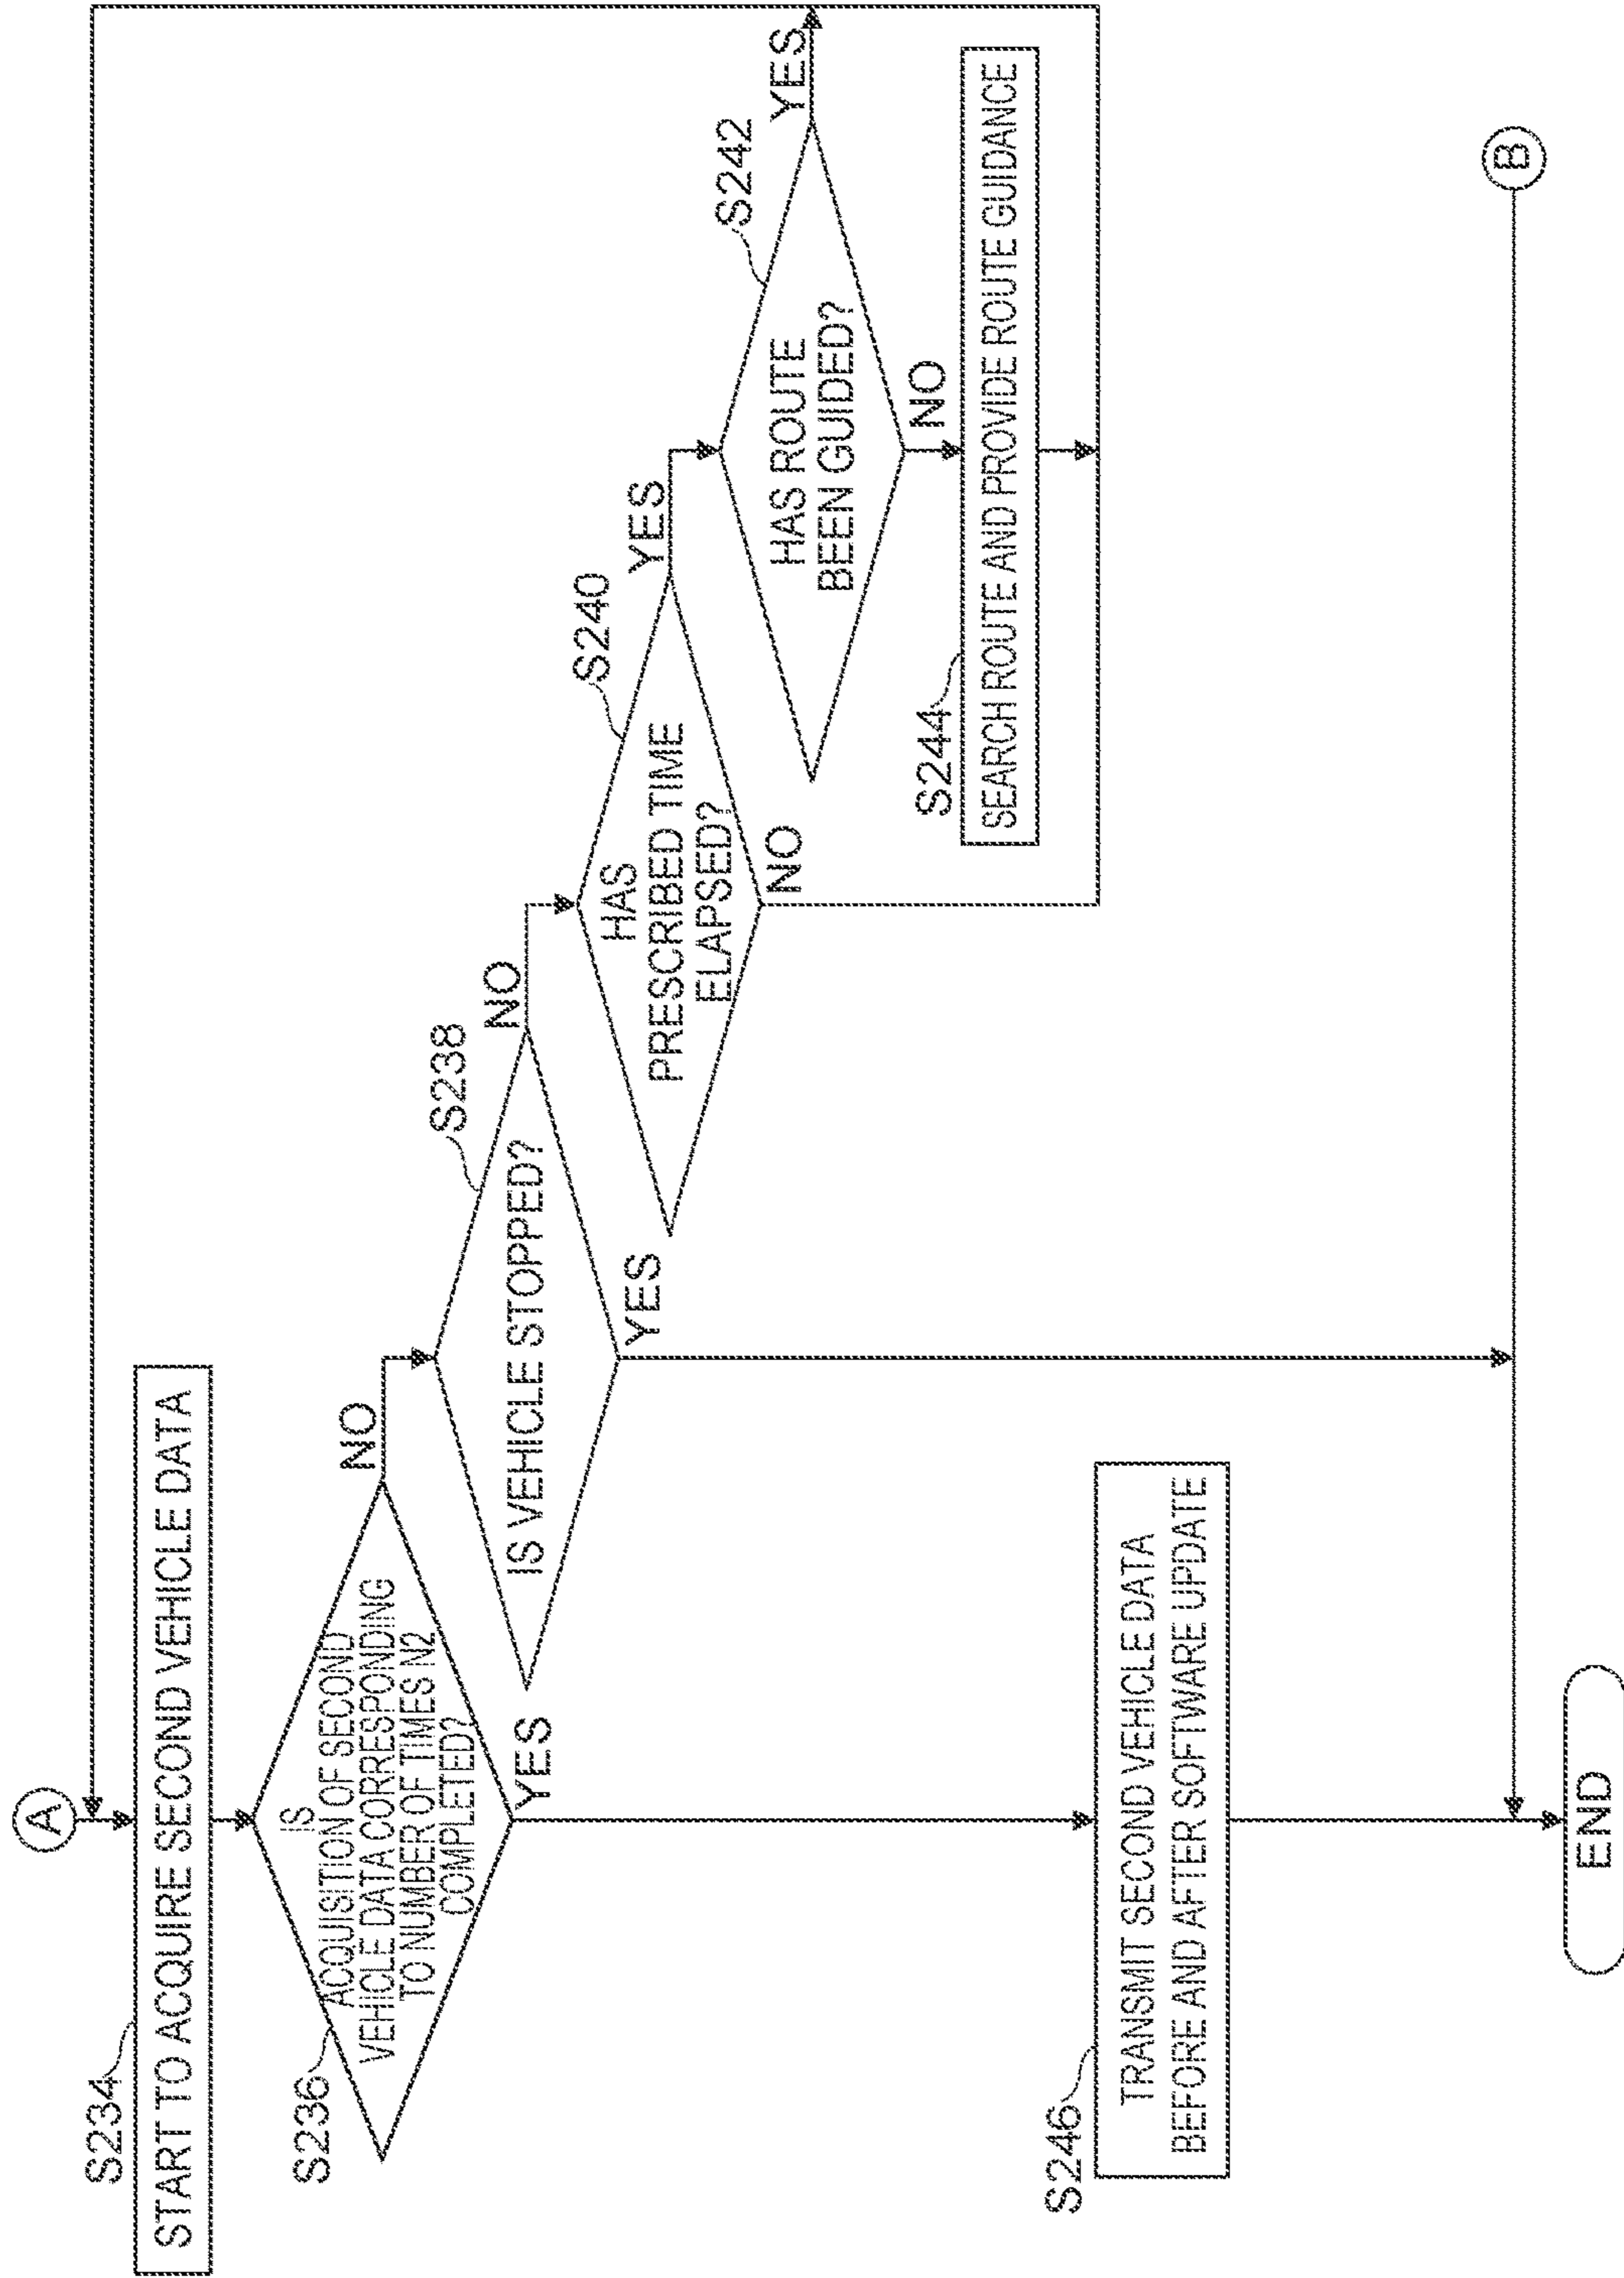 A
S234
START TO ACQUIRE SECOND VEHICLE DATA
S236
IS
ACQUISITION OF SECOND
VEHICLE DATA CORRESPONDING
TO NUMBER OF TIMES N2
COMPLETED?
NO
YES
S238
IS VEHICLE STOPPED?
NO
YES
S240
HAS
PRESCRIBED TIME
ELAPSED?
YES
NO
S242
HAS ROUTE
BEEN GUIDED?
YES
NO
S244
SEARCH ROUTE AND PROVIDE ROUTE GUIDANCE
S246
TRANSMIT SECOND VEHICLE DATA
BEFORE AND AFTER SOFTWARE UPDATE
B
END